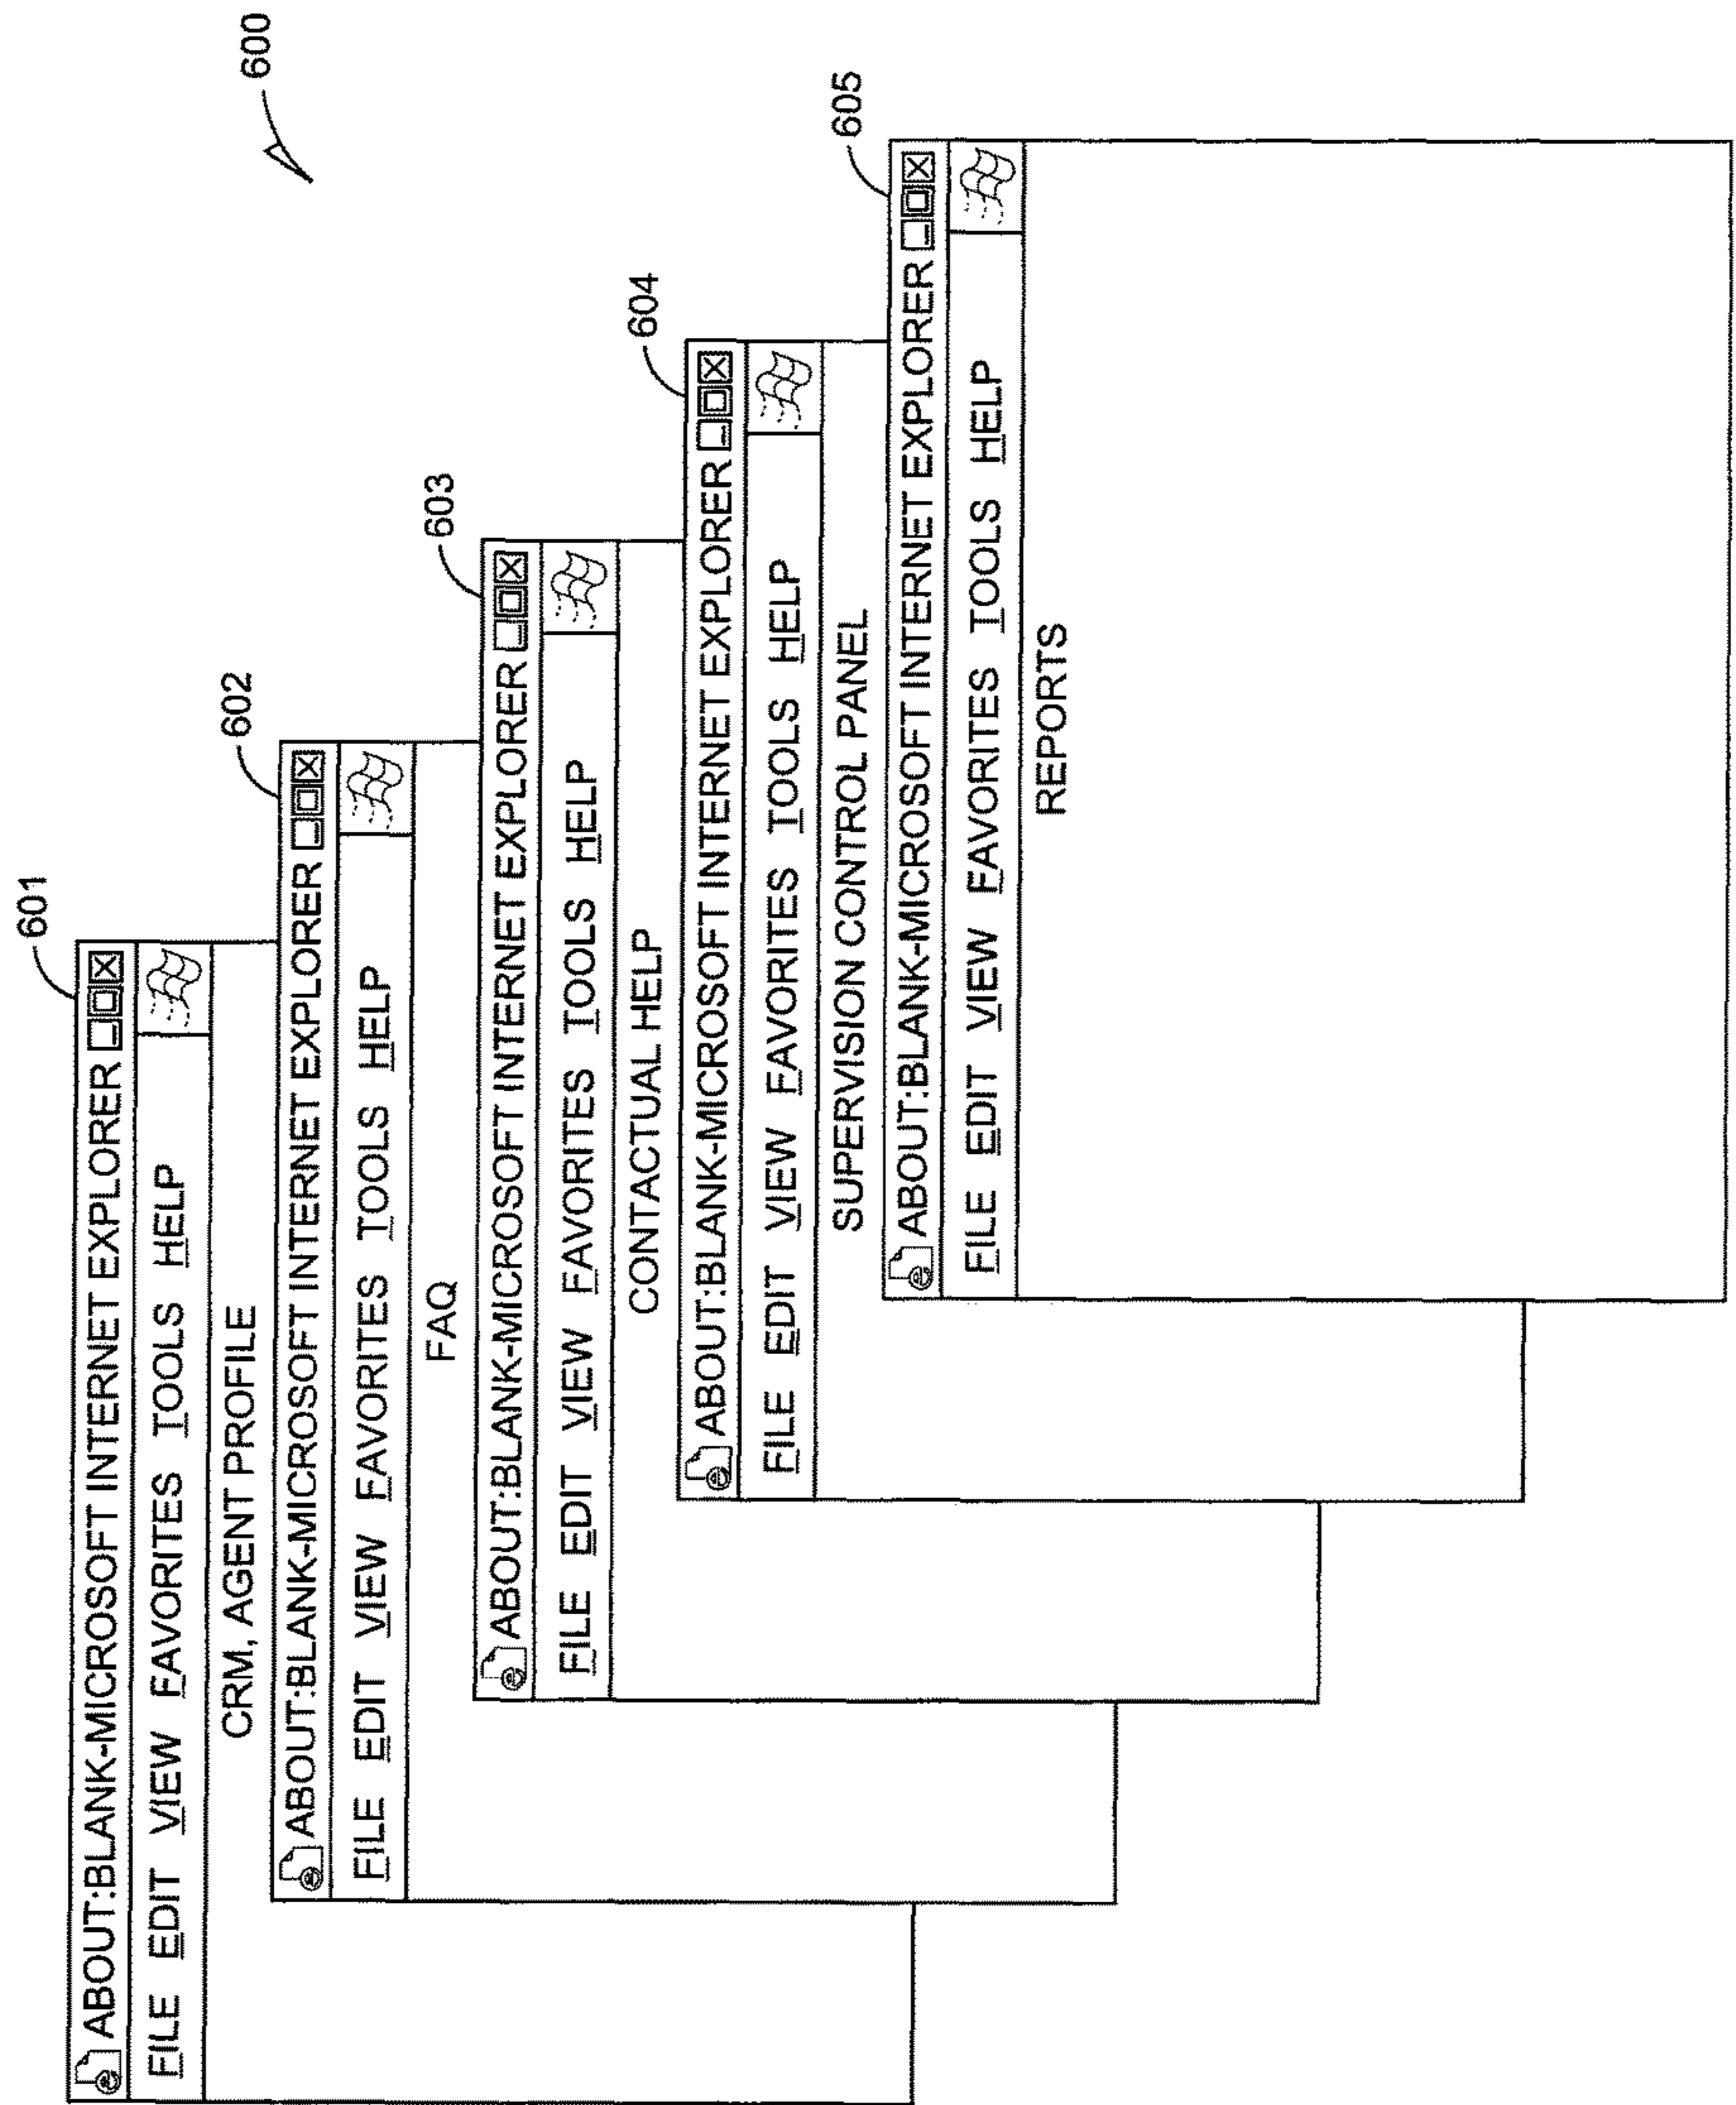 600
601
ABOUT:BLANK-MICROSOFT INTERNET EXPLORER
FILE EDIT VIEW FAVORITES TOOLS HELP
CRM, AGENT PROFILE
602
ABOUT:BLANK-MICROSOFT INTERNET EXPLORER
FILE EDIT VIEW FAVORITES TOOLS HELP
FAQ
603
ABOUT:BLANK-MICROSOFT INTERNET EXPLORER
FILE EDIT VIEW FAVORITES TOOLS HELP
CONTACTUAL HELP
604
ABOUT:BLANK-MICROSOFT INTERNET EXPLORER
FILE EDIT VIEW FAVORITES TOOLS HELP
SUPERVISION CONTROL PANEL
605
ABOUT:BLANK-MICROSOFT INTERNET EXPLORER
FILE EDIT VIEW FAVORITES TOOLS HELP
REPORTS